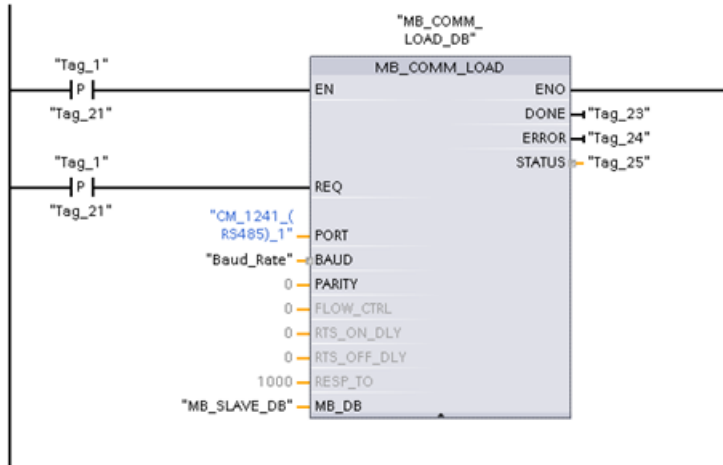 "MB_COMM_
LOAD_DB"
MB_COMM_LOAD
"Tag_1"
P
"Tag_21"
EN
ENO
DONE
"Tag_23"
ERROR
"Tag_24"
STATUS
"Tag_25"
"Tag_1"
P
"Tag_21"
REQ
"CM_1241_(
RS485)_1"
PORT
"Baud_Rate"
BAUD
0
PARITY
0
FLOW_CTRL
0
RTS_ON_DLY
0
RTS_OFF_DLY
1000
RESP_TO
"MB_SLAVE_DB"
MB_DB